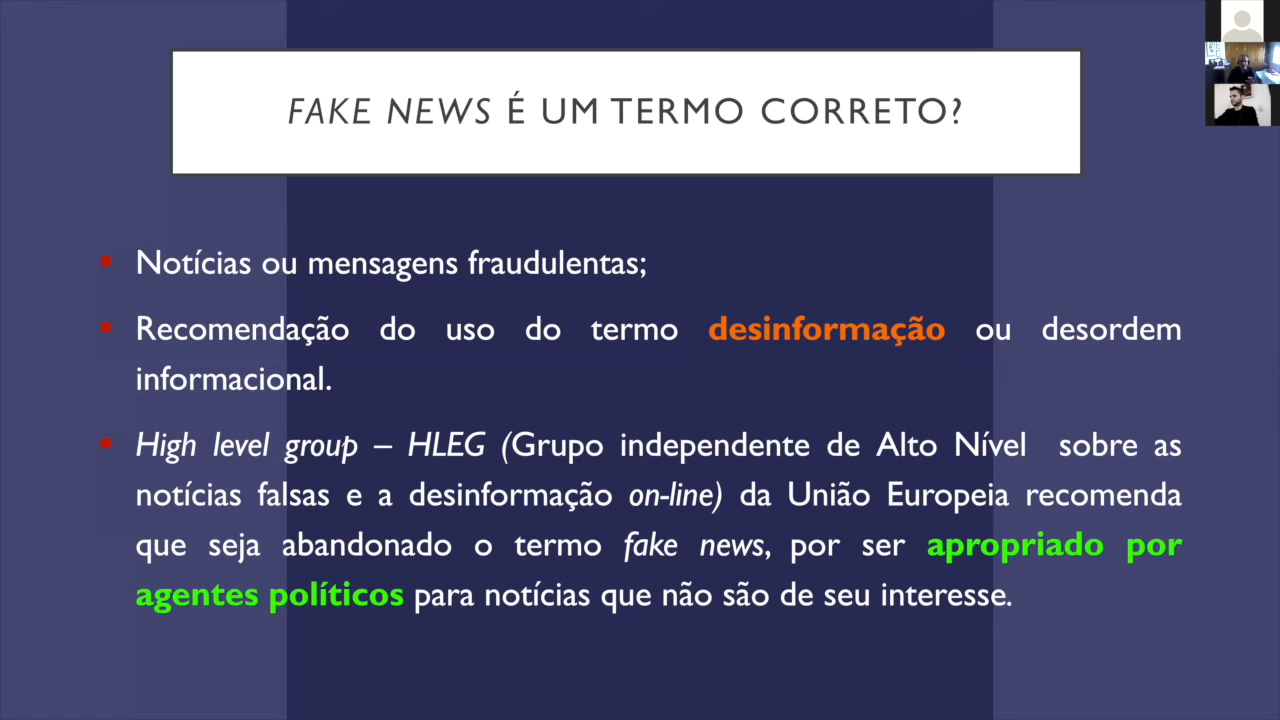 FAKE NEWS É UM TERMO CORRETO?
Notícias ou mensagens fraudulentas;
Recomendação do uso do termo desinformação ou desordem
informacional.
High level group – HLEG (Grupo independente de Alto Nível sobre as
notícias falsas e a desinformação on-line) da União Europeia recomenda
que seja abandonado o termo fake news, por ser apropriado por
agentes políticos para notícias que não são de seu interesse.